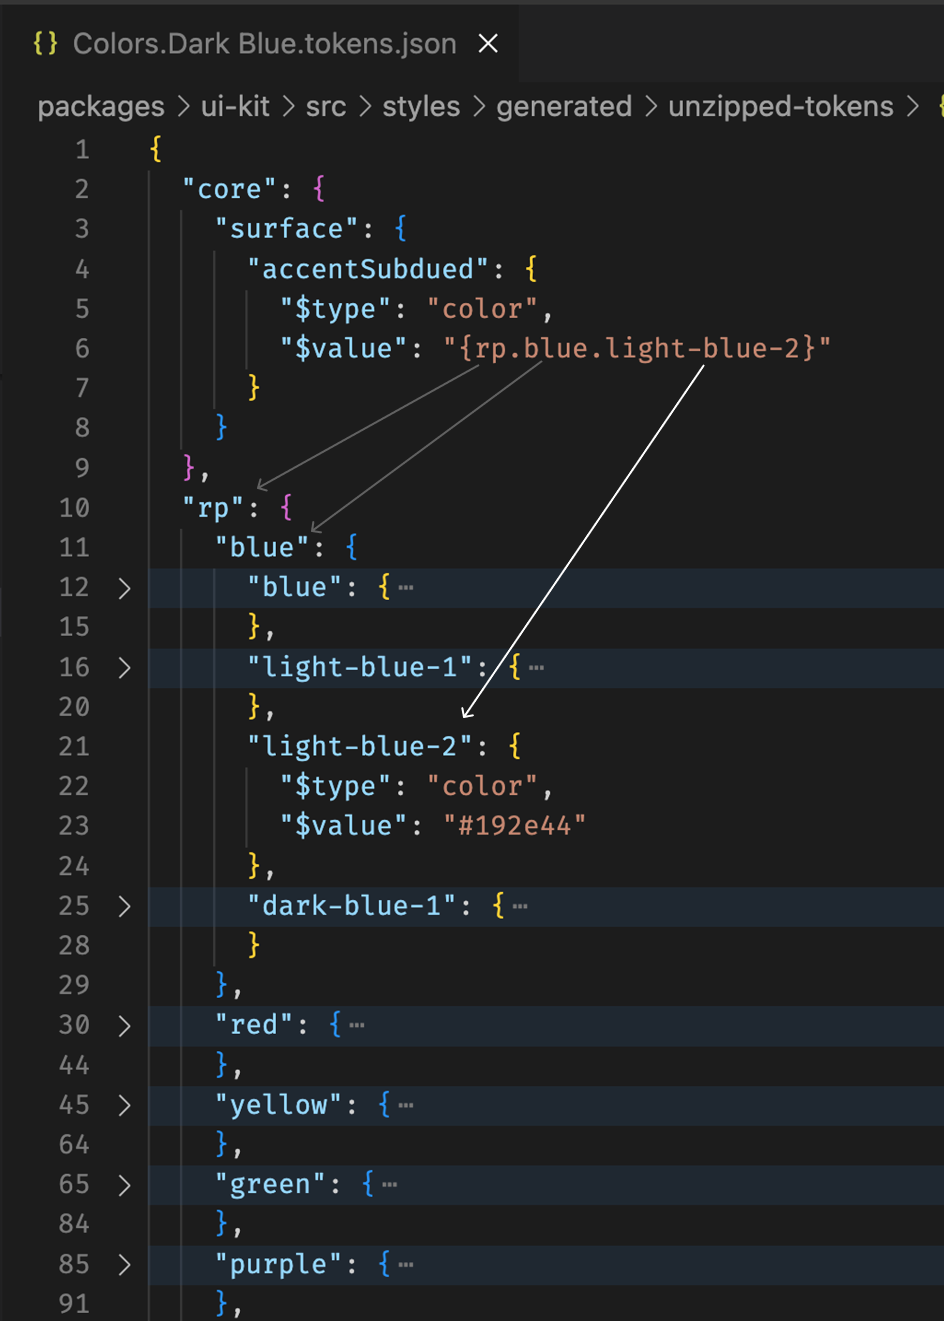 {} Colors.Dark Blue.tokens.json ×
packages > ui-kit > src > styles > generated > unzipped-tokens > {
1 {
2 "core": {
3 "surface": {
4 "accentSubdued": {
5 "$type": "color",
6 "$value": "{rp.blue.light-blue-2}"
7 }
8 }
9 },
10 "rp": {
11 "blue": {
12 > "blue": { ⋯
15 },
16 > "light-blue-1": { ⋯
20 },
21 "light-blue-2": {
22 "$type": "color",
23 "$value": "#192e44"
24 },
25 > "dark-blue-1": { ⋯
28 }
29 },
30 > "red": { ⋯
44 },
45 > "yellow": { ⋯
64 },
65 > "green": { ⋯
84 },
85 > "purple": { ⋯
91 },